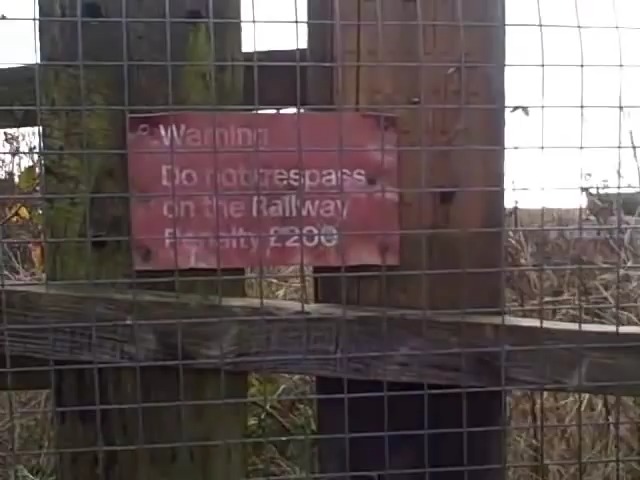 Warning
Do not trespass
on the Railway
Penalty £200